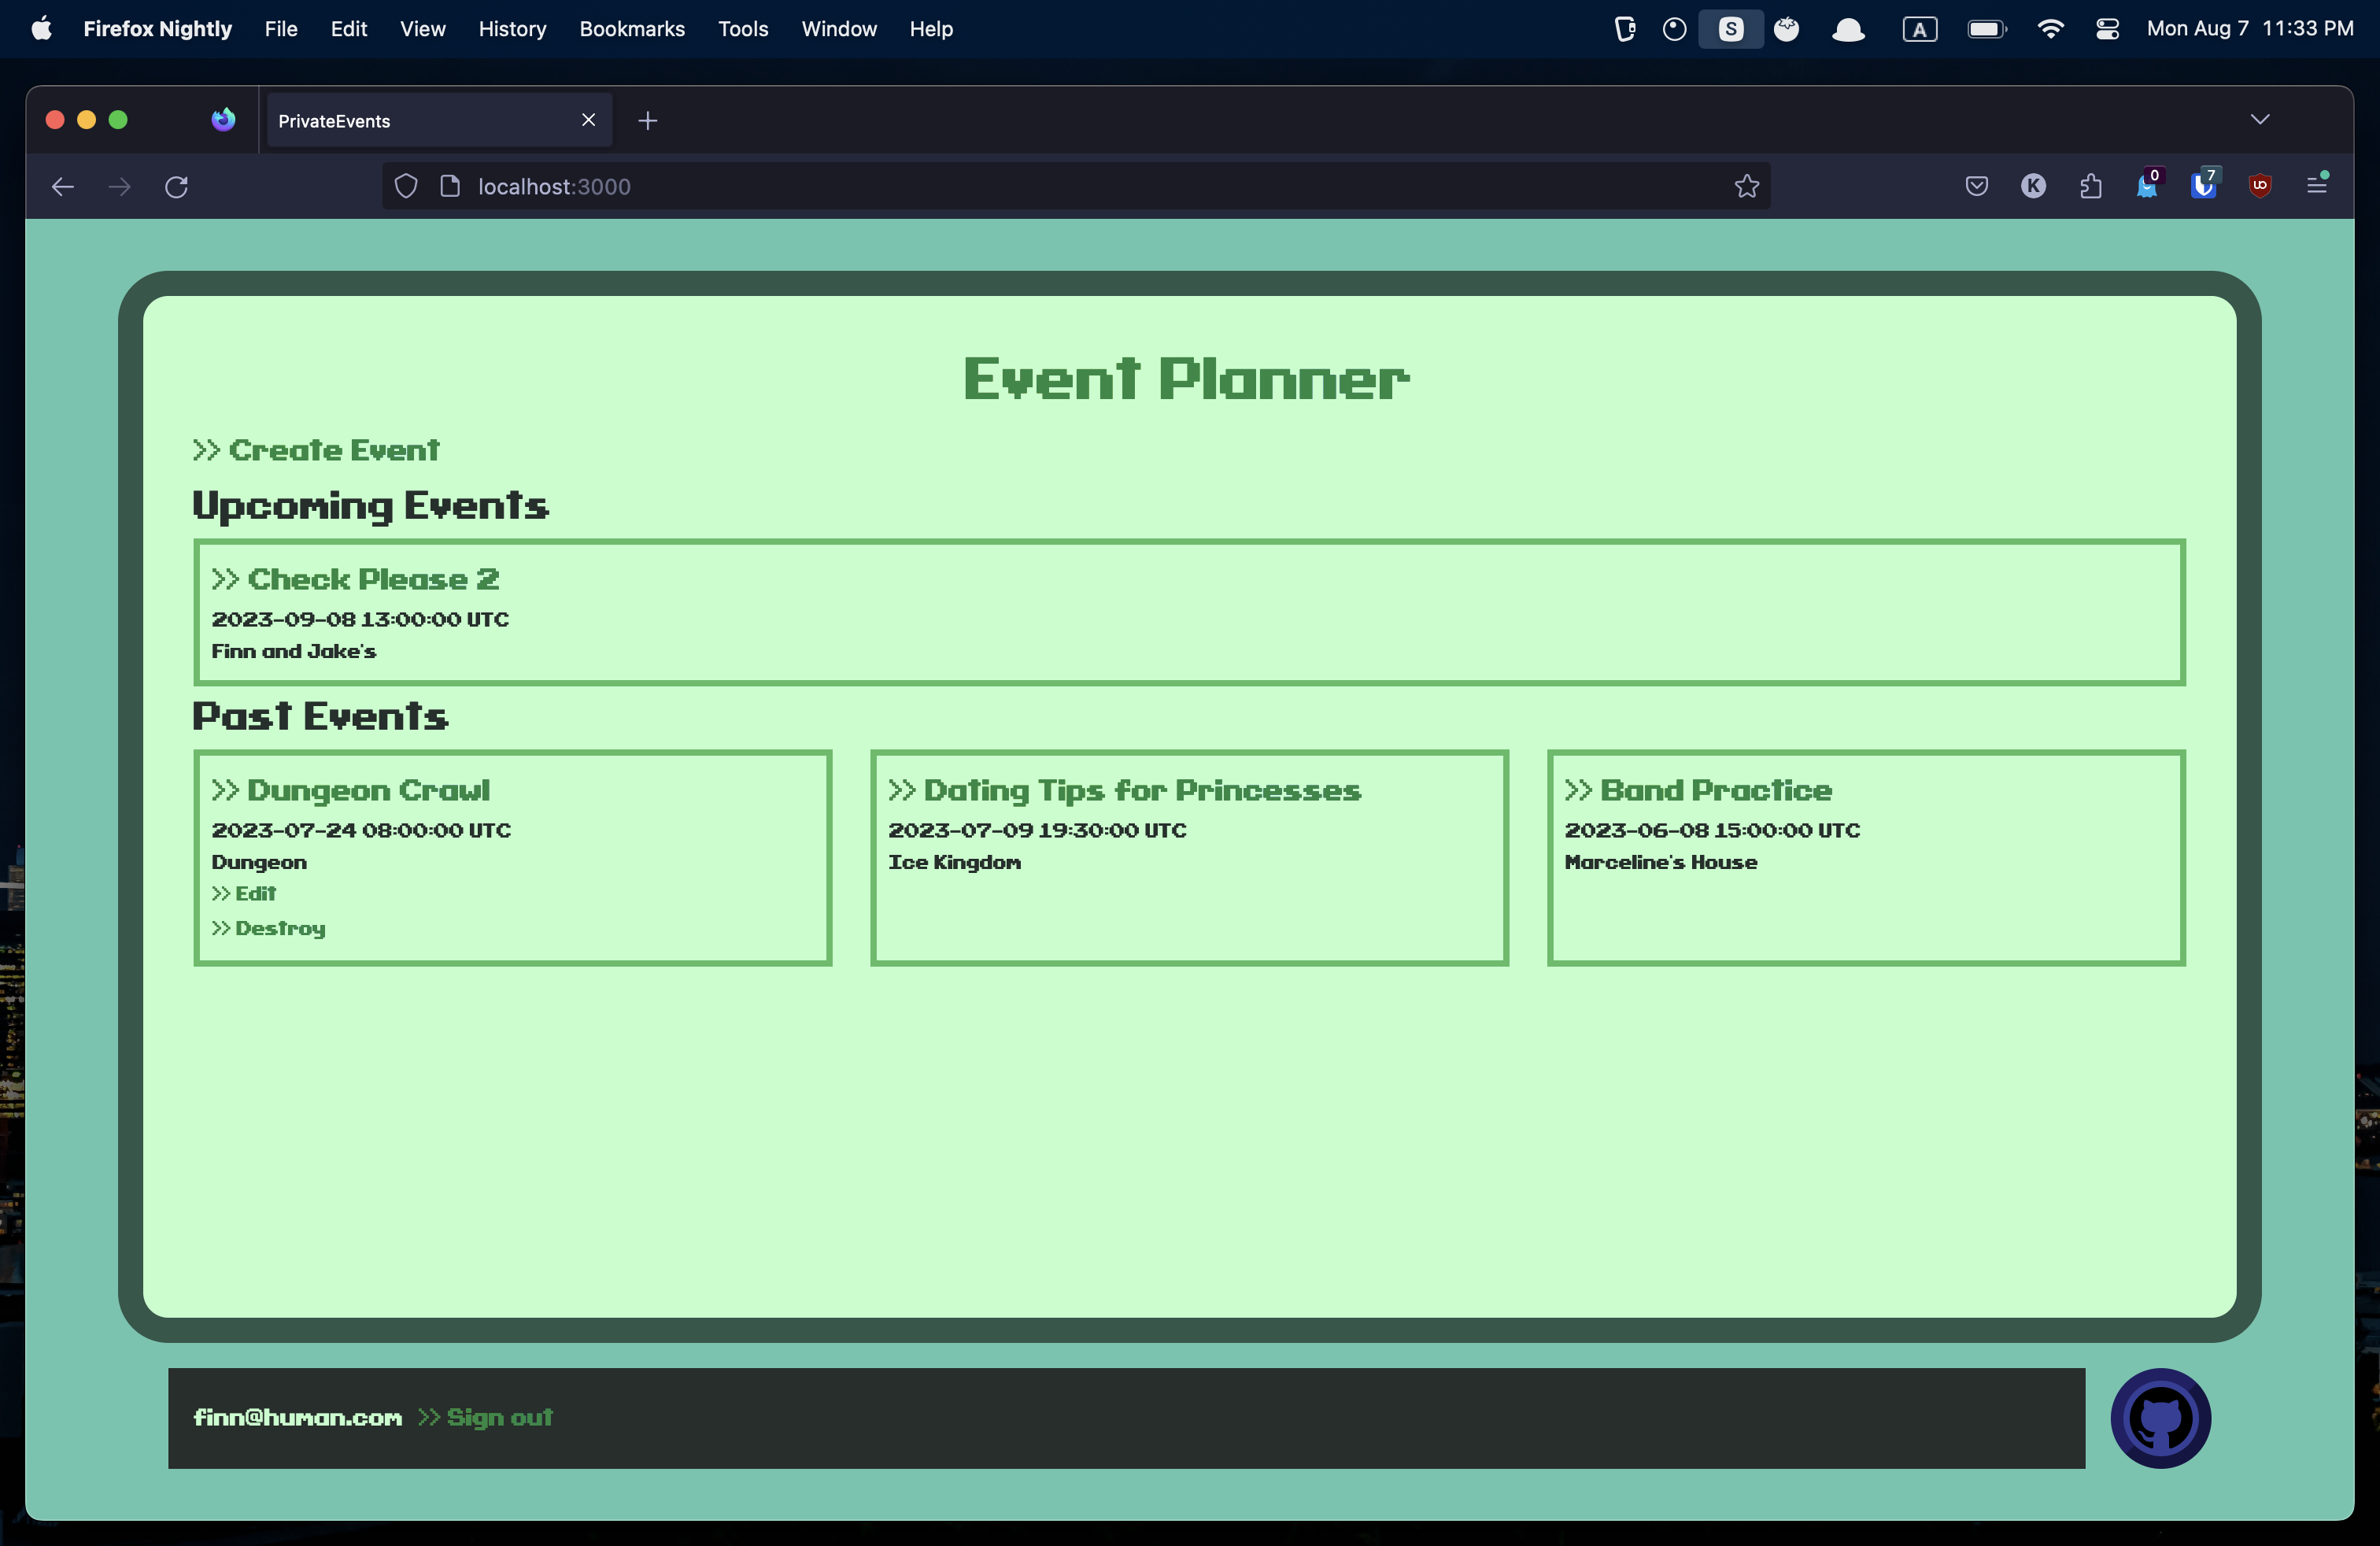 Firefox Nightly File Edit View History Bookmarks Tools Window Help S A Mon Aug 7 11:33 PM
PrivateEvents
localhost:3000 K 0 7 UO
Event Planner
>> Create Event
Upcoming Events
>> Check Please 2
2023-09-08 13:00:00 UTC
Finn and Jake's
Past Events
>> Dungeon Crawl
2023-07-24 08:00:00 UTC
Dungeon
>> Edit
>> Destroy
>> Dating Tips for Princesses
2023-07-09 19:30:00 UTC
Ice Kingdom
>> Band Practice
2023-06-08 15:00:00 UTC
Marceline's House
finn@human.com >> Sign out